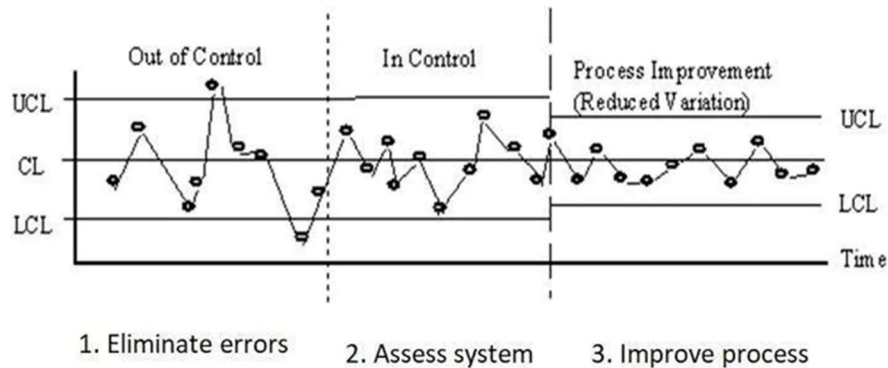 Out of Control
In Control
Process Improvement
(Reduced Variation)
UCL
UCL
CL
LCL
LCL
Time
1. Eliminate errors
2. Assess system
3. Improve process